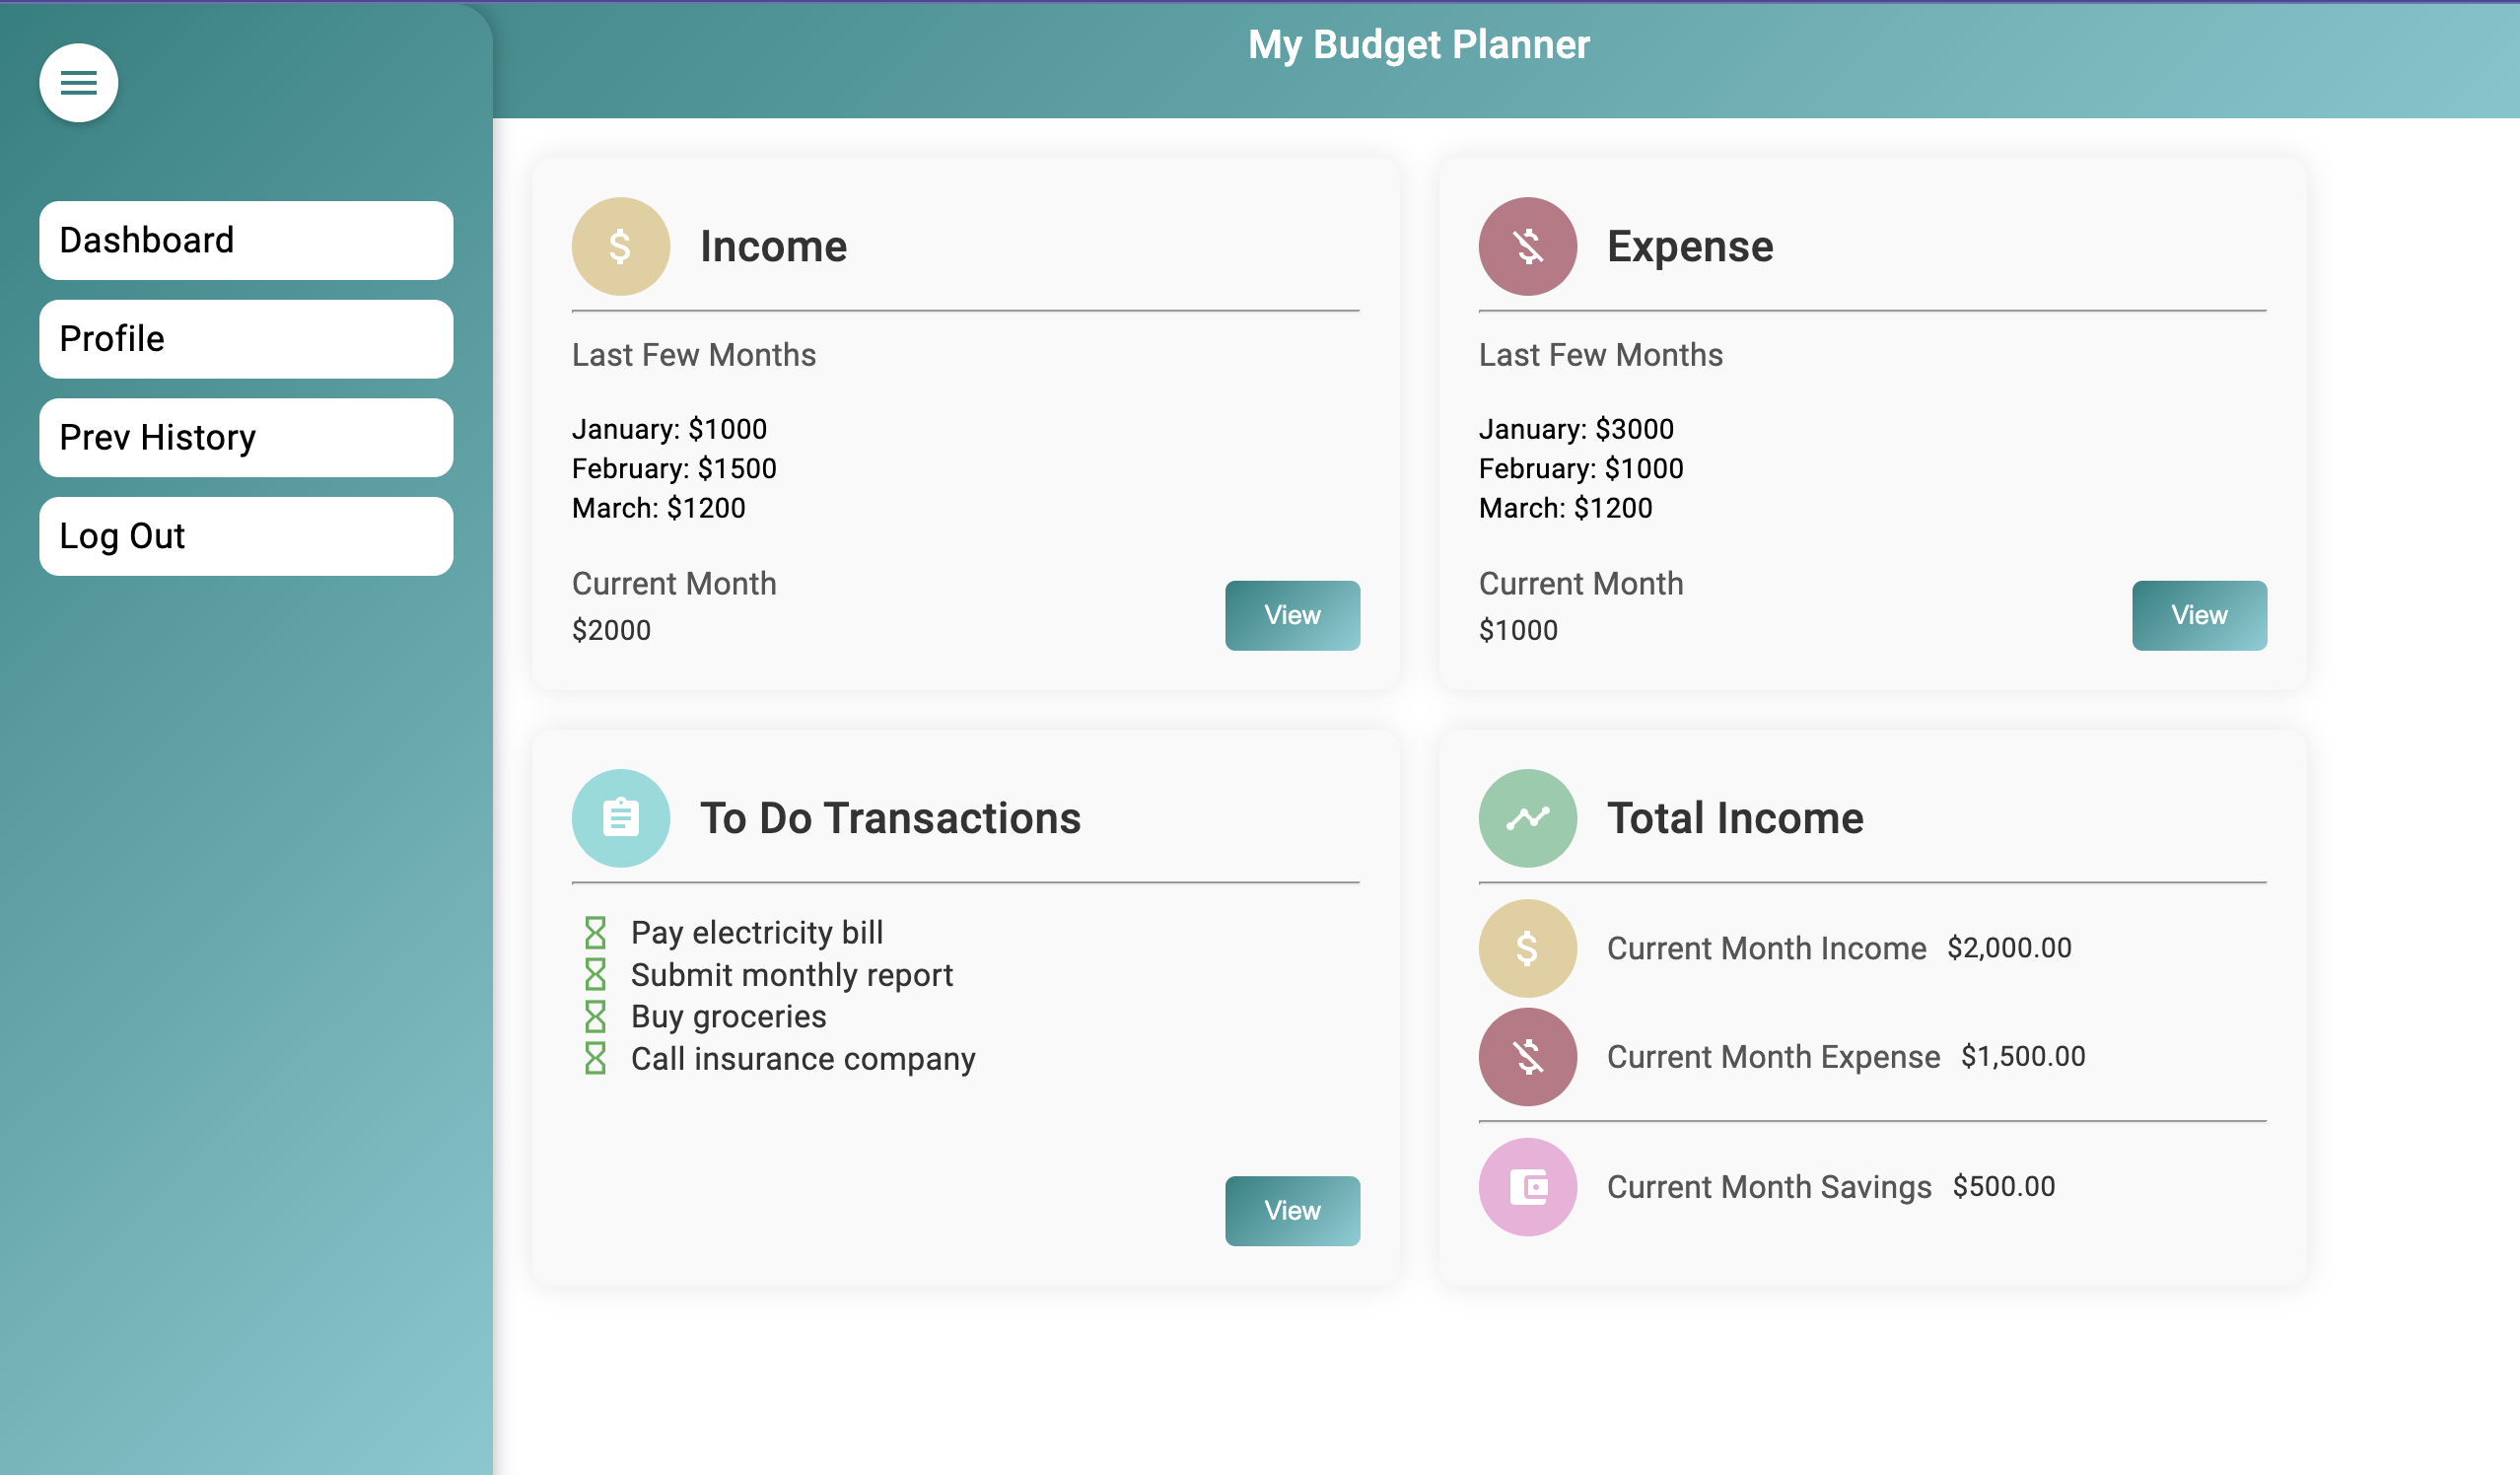 My Budget Planner
Dashboard
Profile
Prev History
Log Out
Income
Last Few Months
January: $1000
February: $1500
March: $1200
Current Month
$2000
View
Expense
Last Few Months
January: $3000
February: $1000
March: $1200
Current Month
$1000
View
To Do Transactions
Pay electricity bill
Submit monthly report
Buy groceries
Call insurance company
View
Total Income
Current Month Income $2,000.00
Current Month Expense $1,500.00
Current Month Savings $500.00